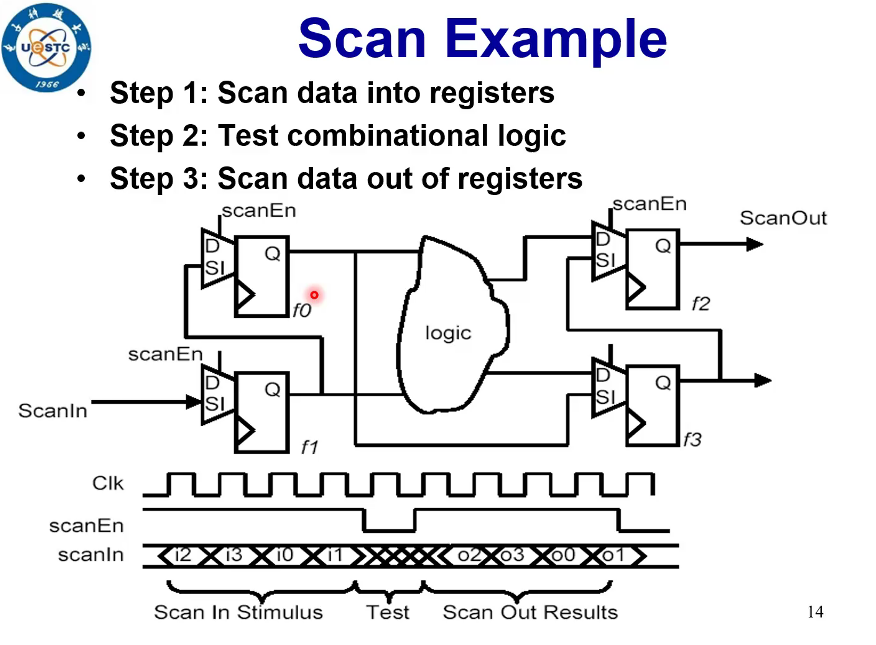 UeSTC
1956
Scan Example
• Step 1: Scan data into registers
• Step 2: Test combinational logic
• Step 3: Scan data out of registers
scanEn
scanEn
ScanOut
D
SI
Q
f0
D
SI
Q
f2
logic
scanEn
D
SI
Q
f1
ScanIn
D
SI
Q
f3
Clk
scanEn
scanIn
i2 i3 i0 i1 o2 o3 o0 o1
Scan In Stimulus Test Scan Out Results
14